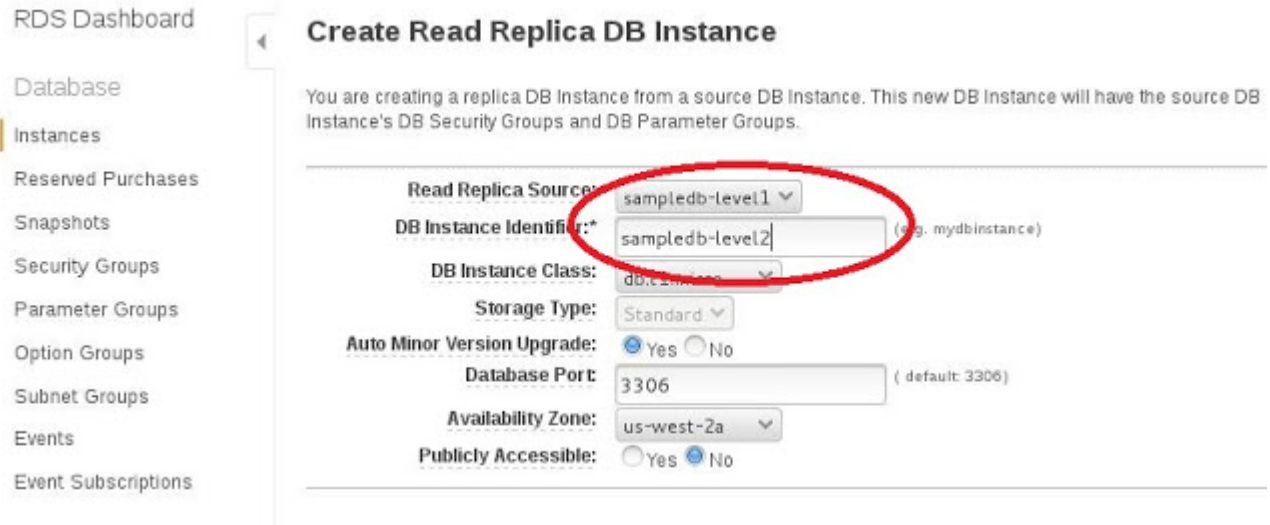 RDS Dashboard
Database
Instances
Reserved Purchases
Snapshots
Security Groups
Parameter Groups
Option Groups
Subnet Groups
Events
Event Subscriptions
Create Read Replica DB Instance
You are creating a replica DB Instance from a source DB Instance. This new DB Instance will have the source DB
Instance's DB Security Groups and DB Parameter Groups.
Read Replica Source: sampledb-level1
DB Instance Identifier:* sampledb-level2 (e.g. mydbinstance)
DB Instance Class:
Storage Type: Standard
Auto Minor Version Upgrade: Yes No
Database Port: 3306 ( default: 3306)
Availability Zone: us-west-2a
Publicly Accessible: Yes No